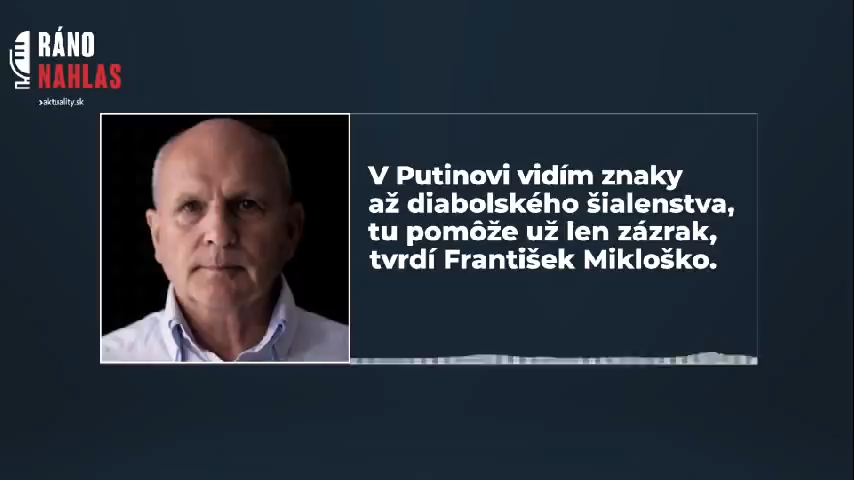 RÁNO
NAHLAS
aktuality.sk
V Putinovi vidím znaky
až diabolského šialenstva,
tu pomôže už len zázrak,
tvrdí František Mikloško.